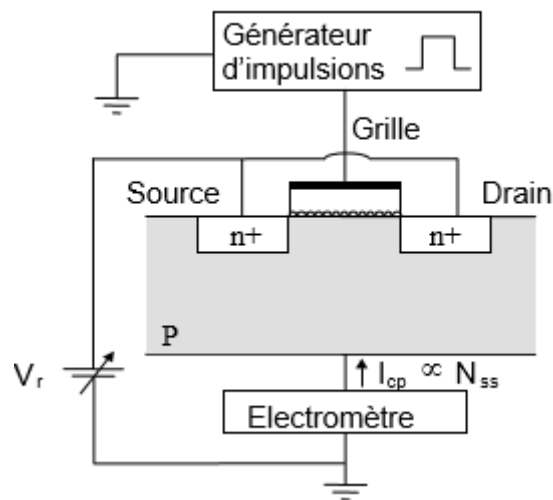 Générateur
d'impulsions
Grille
Source
Drain
n+
n+
P
Vr
Icp ∝ Nss
Electromètre